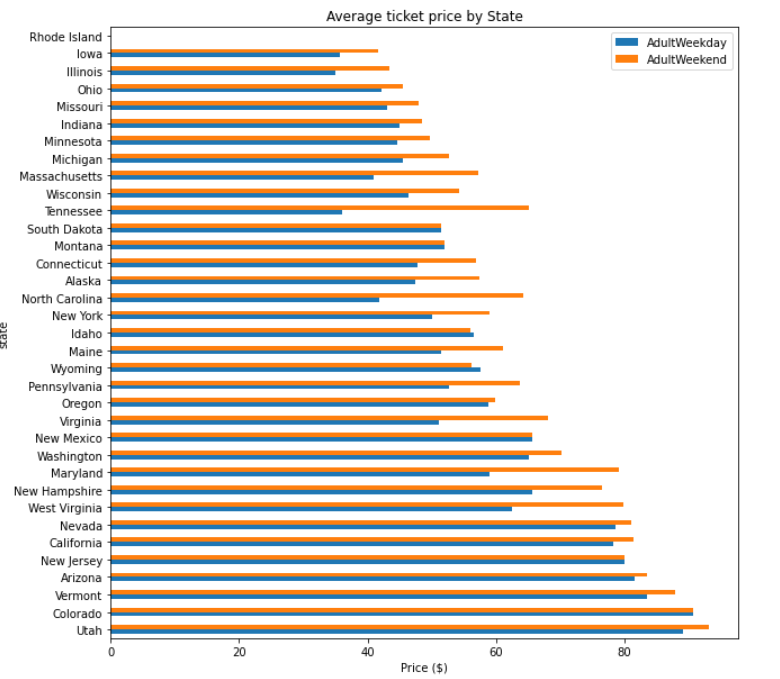 Average ticket price by State
AdultWeekday
AdultWeekend
Rhode Island
Iowa
Illinois
Ohio
Missouri
Indiana
Minnesota
Michigan
Massachusetts
Wisconsin
Tennessee
South Dakota
Montana
Connecticut
Alaska
North Carolina
New York
Idaho
Maine
Wyoming
Pennsylvania
Oregon
Virginia
New Mexico
Washington
Maryland
New Hampshire
West Virginia
Nevada
California
New Jersey
Arizona
Vermont
Colorado
Utah
state
0 20 40 60 80
Price ($)